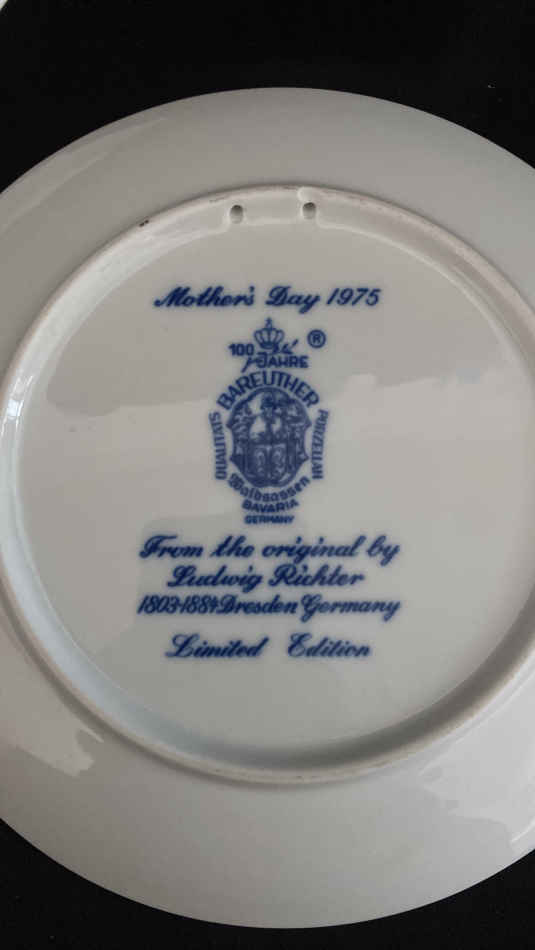 Mother's Day 1975
100 JAHRE ®
BAREUTHER
QUALITÄTS PORZELLAN
Waldsassen
BAVARIA
GERMANY
From the original by
Ludwig Richter
1803-1884 Dresden Germany
Limited Edition